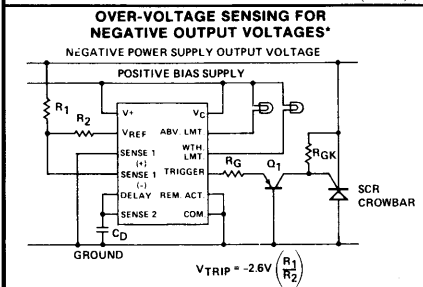 OVER-VOLTAGE SENSING FOR
NEGATIVE OUTPUT VOLTAGES*
NEGATIVE POWER SUPPLY OUTPUT VOLTAGE
POSITIVE BIAS SUPPLY
R1
R2
V+
VC
VREF
ABV. LMT
SENSE 1
(+)
WTH.
LMT.
SENSE 1
(-)
TRIGGER
RG
Q1
RGK
DELAY
REM. ACT.
SCR
CROWBAR
SENSE 2
COM
CD
GROUND
VTRIP = -2.6V (R1/R2)